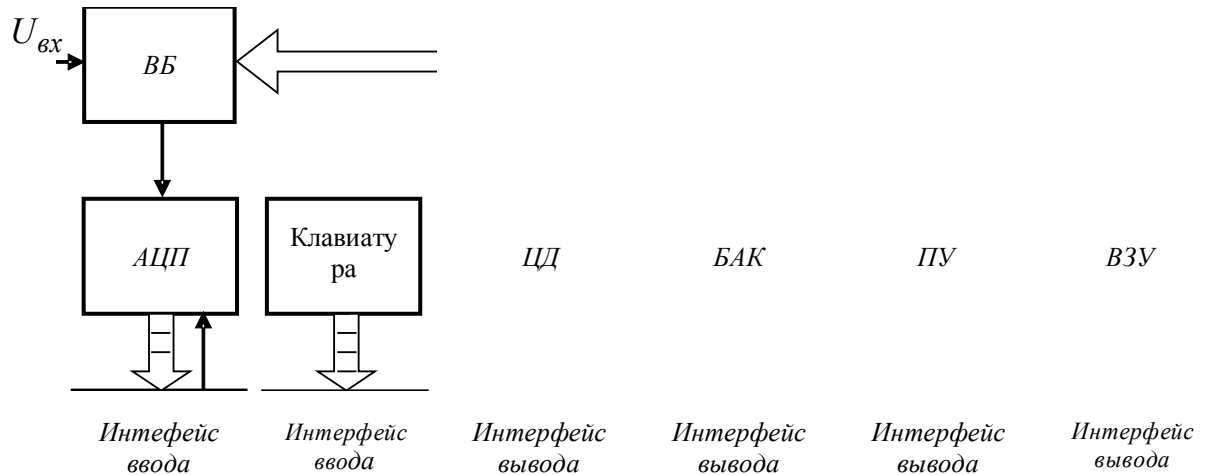 Uвх
ВБ
АЦП
Клавиату
ра
ЦД
БАК
ПУ
ВЗУ
Интефейс
ввода
Интерфейс
ввода
Интерфейс
вывода
Интерфейс
вывода
Интерфейс
вывода
Интерфейс
вывода